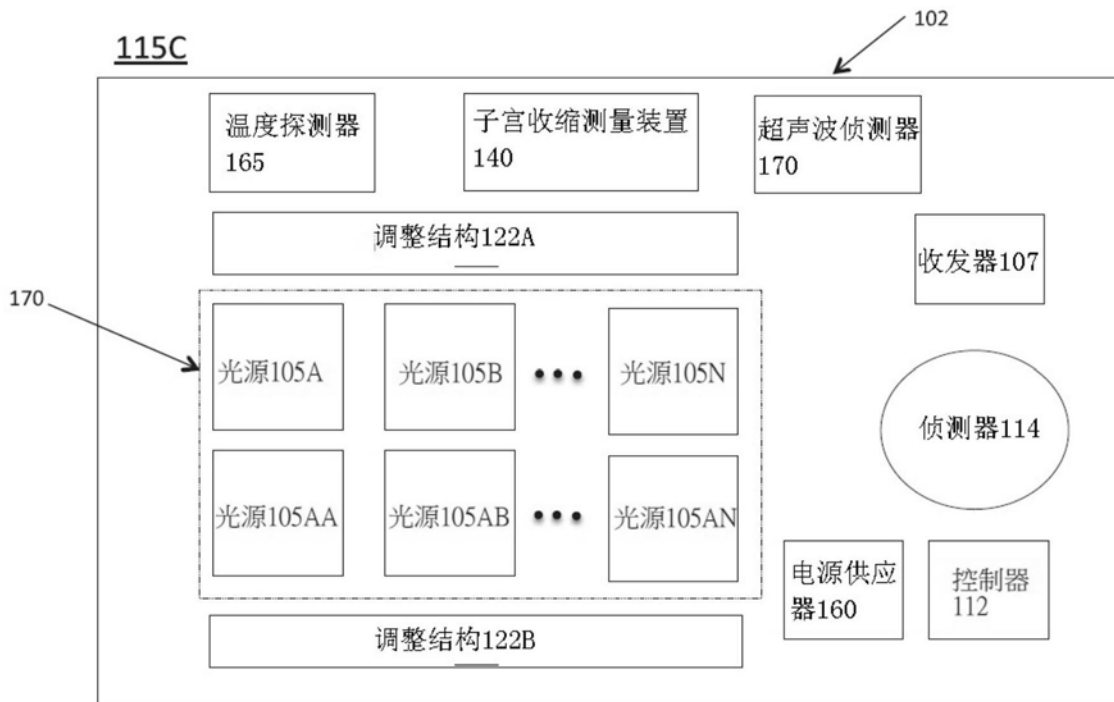 102
115C
温度探测器
165
子宫收缩测量装置
140
超声波侦测器
170
调整结构122A
收发器107
170
光源105A
光源105B
光源105N
侦测器114
光源105AA
光源105AB
光源105AN
电源供应
器160
控制器
112
调整结构122B